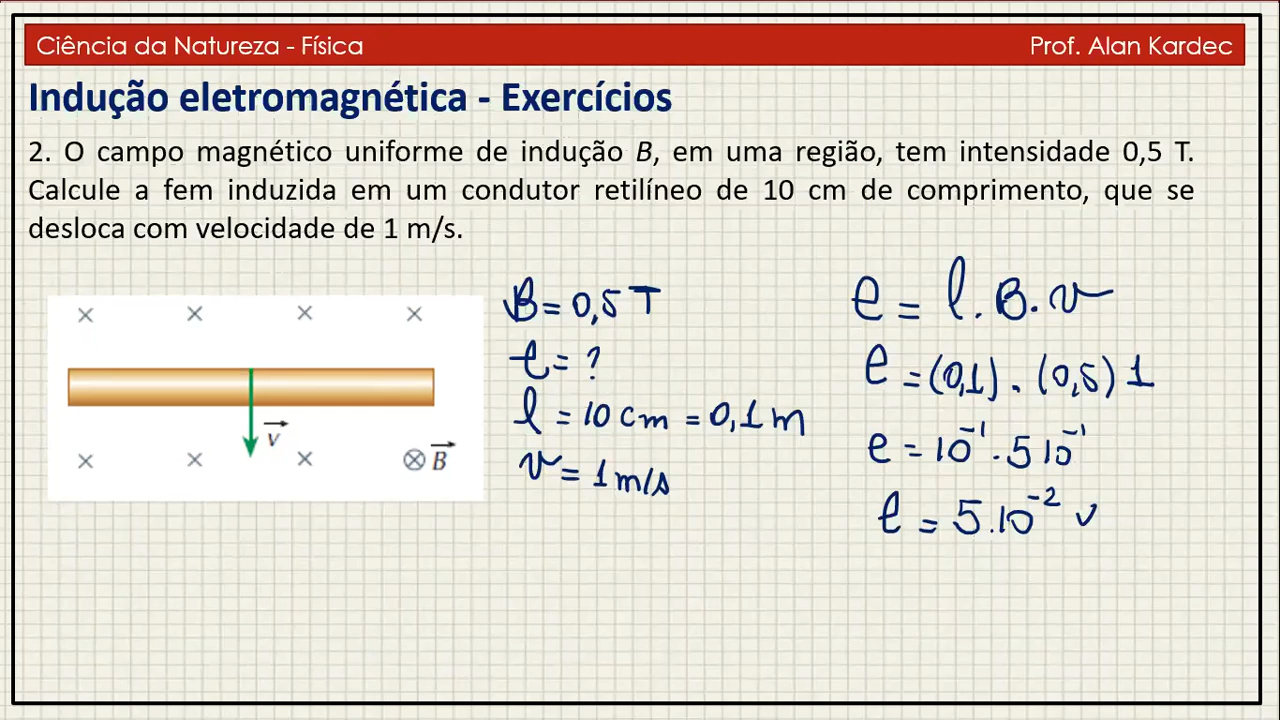 Ciência da Natureza - Física
Prof. Alan Kardec
Indução eletromagnética - Exercícios
2. O campo magnético uniforme de indução B, em uma região, tem intensidade 0,5 T.
Calcule a fem induzida em um condutor retilíneo de 10 cm de comprimento, que se
desloca com velocidade de 1 m/s.
v
B
B = 0,5 T
e = ?
l = 10 cm = 0,1 m
v = 1 m/s
e = l . B . v
e = (0,1) . (0,5) 1
e = 10⁻¹ . 5 10⁻¹
e = 5.10⁻² v